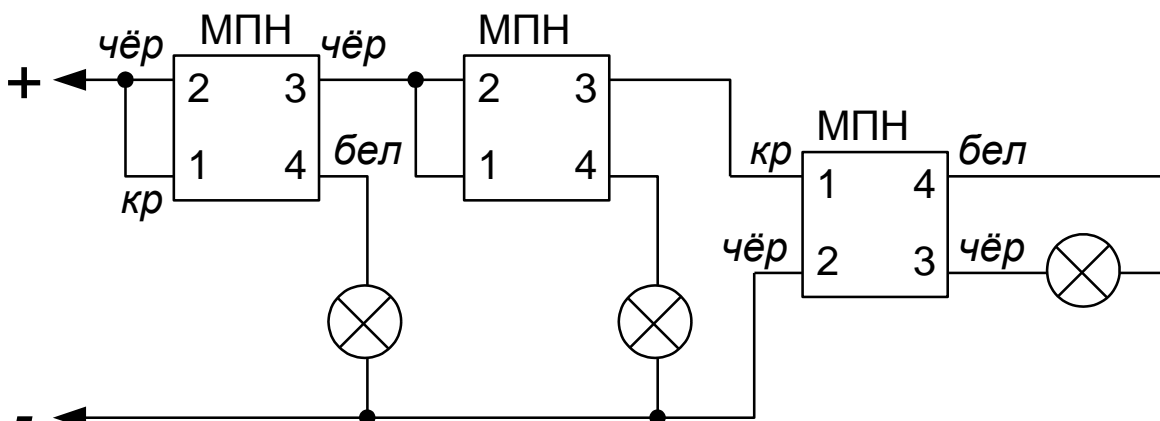 МПН МПН
чёр чёр
+ 2 3 2 3
МПН
1 4 бел 1 4 кр 1 4 бел
кр
чёр 2 3 чёр
-